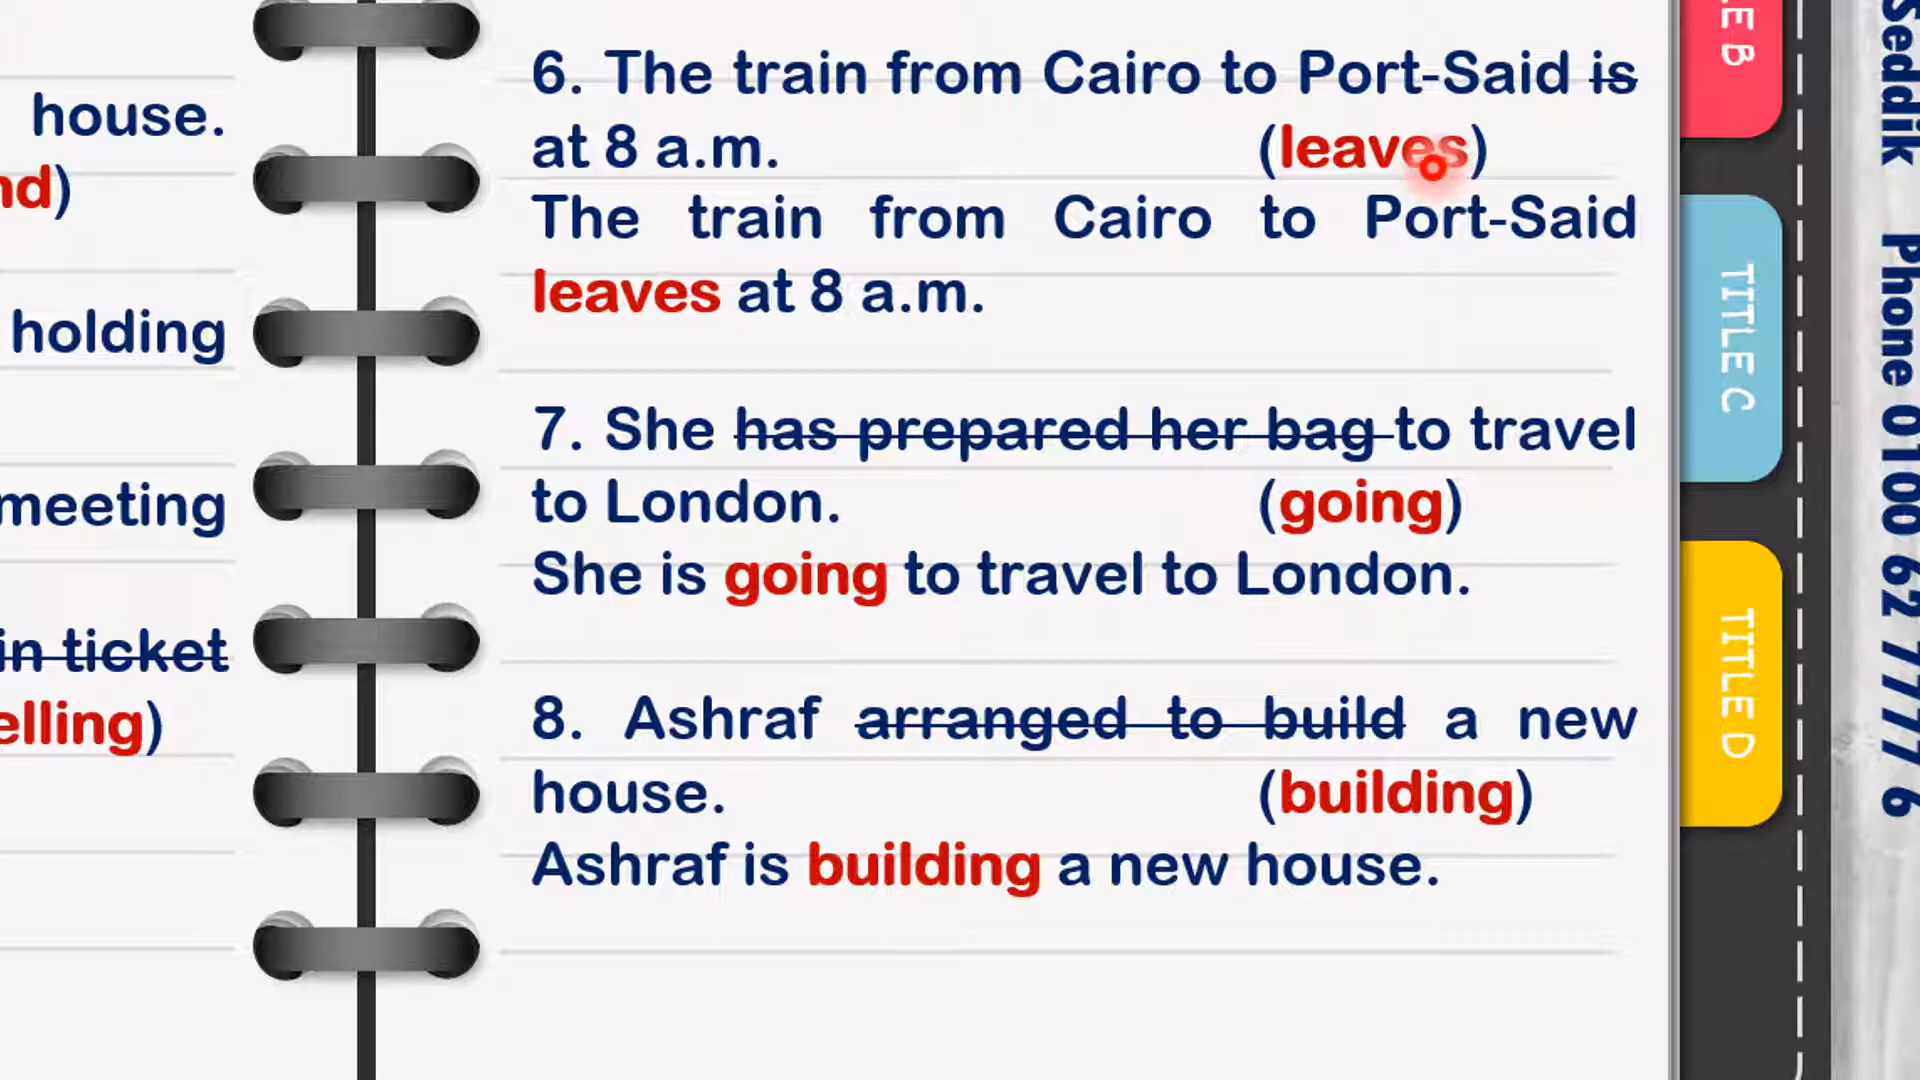 house.
nd)
holding
meeting
in ticket
elling)
6. The train from Cairo to Port-Said is
at 8 a.m. (leaves)
The train from Cairo to Port-Said
leaves at 8 a.m.
7. She has prepared her bag to travel
to London. (going)
She is going to travel to London.
8. Ashraf arranged to build a new
house. (building)
Ashraf is building a new house.
LE B
TITLE C
TITLE D
Seddik Phone 0100 62 7777 6